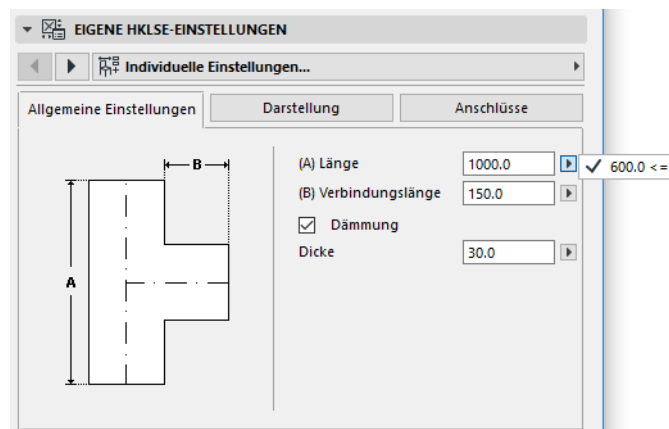 EIGENE HKLSE-EINSTELLUNGEN
Individuelle Einstellungen...
Allgemeine Einstellungen Darstellung Anschlüsse
B (A) Länge 1000.0 600.0 <=
(B) Verbindungslänge 150.0
Dämmung
A Dicke 30.0